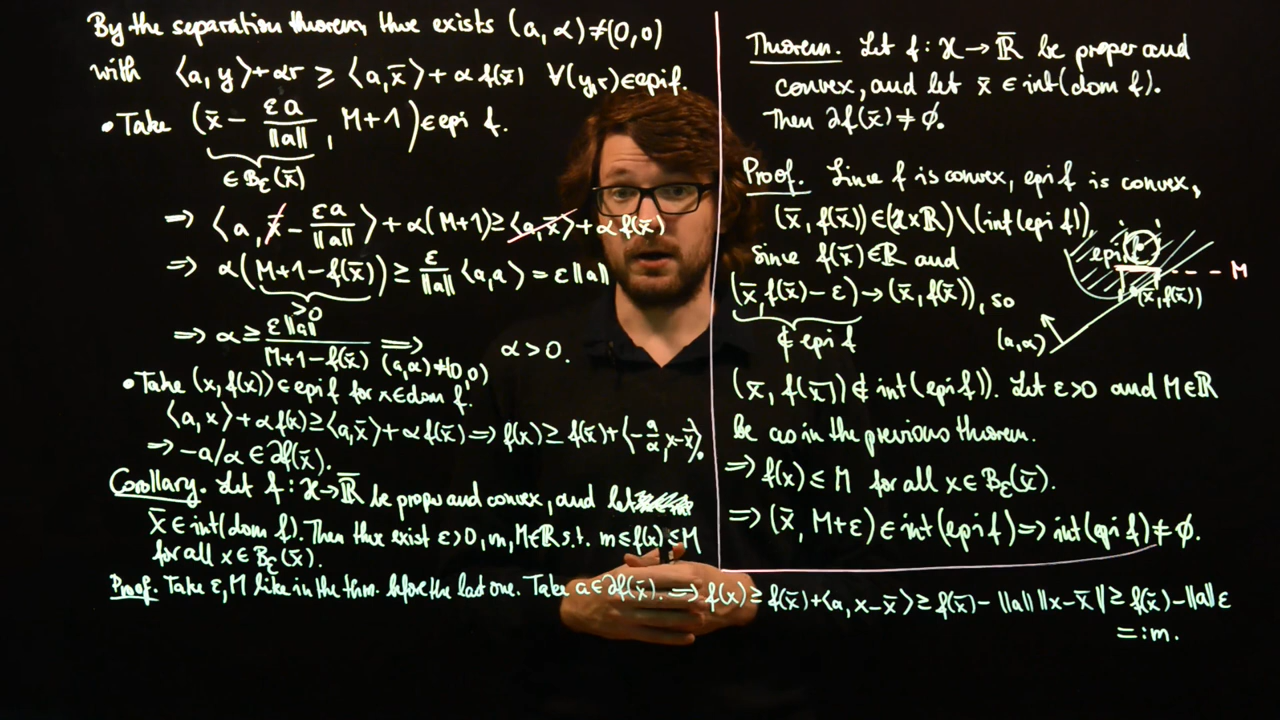 Theorem. Let f : X → ℝ̄ be proper and
convex, and let x̄ ∈ int(dom f).
Then ∂f(x̄) ≠ ∅.
Proof. Since f is convex, epi f is convex,
(x̄, f(x̄)) ∈ (X×ℝ) \ (int(epi f)),
since f(x̄) ∈ ℝ and
(x̄, f(x̄) − ε) → (x̄, f(x̄)), so
∉ epi f
epi f
M
(x̄, f(x̄))
(a, α)
(x̄, f(x̄)) ∉ int(epi f)). Let ε > 0 and M ∈ ℝ
be as in the previous theorem.
⇒ f(x) ≤ M for all x ∈ B_ε(x̄).
⇒ (x̄, M+ε) ∈ int(epi f) ⇒ int(epi f) ≠ ∅.
By the separation theorem, there exists (a, α) ≠ (0,0)
with ⟨a, y⟩ + αr ≥ ⟨a, x̄⟩ + α f(x̄) ∀(y,r) ∈ epi f.
• Take (x̄ − εa/‖a‖, M+1) ∈ epi f.
∈ B_ε(x̄)
⇒ ⟨a, x̄ − εa/‖a‖⟩ + α(M+1) ≥ ⟨a, x̄⟩ + α f(x̄)
⇒ α(M+1−f(x̄)) ≥ ε/‖a‖ ⟨a,a⟩ = ε‖a‖
>0
⇒ α ≥ ε‖a‖/(M+1−f(x̄)) ⇒ α > 0.
(a,α) ≠ (0,0)
• Take (x, f(x)) ∈ epi f for x ∈ dom f.
⟨a, x⟩ + α f(x) ≥ ⟨a, x̄⟩ + α f(x̄) ⇒ f(x) ≥ f(x̄) + ⟨−a/α, x−x̄⟩.
⇒ −a/α ∈ ∂f(x̄).
Corollary. Let f : X → ℝ̄ be proper and convex, and let
x̄ ∈ int(dom f). Then there exist ε>0, m, M∈ℝ s.t. m ≤ f(x) ≤ M
for all x ∈ B_ε(x̄).
Proof. Take ε, M like in the thm. before the last one. Take a ∈ ∂f(x̄). ⇒ f(x) ≥ f(x̄) + ⟨a, x−x̄⟩ ≥ f(x̄) − ‖a‖ ‖x−x̄‖ ≥ f(x̄) − ‖a‖ε
=: m.